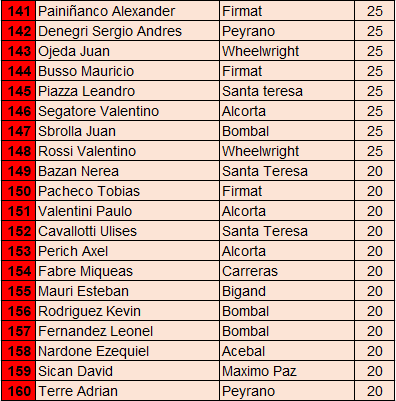 141 Painiñanco Alexander Firmat 25
142 Denegri Sergio Andres Peyrano 25
143 Ojeda Juan Wheelwright 25
144 Busso Mauricio Firmat 25
145 Piazza Leandro Santa teresa 25
146 Segatore Valentino Alcorta 25
147 Sbrolla Juan Bombal 25
148 Rossi Valentino Wheelwright 25
149 Bazan Nerea Santa Teresa 20
150 Pacheco Tobias Firmat 20
151 Valentini Paulo Alcorta 20
152 Cavallotti Ulises Santa Teresa 20
153 Perich Axel Alcorta 20
154 Fabre Miqueas Carreras 20
155 Mauri Esteban Bigand 20
156 Rodriguez Kevin Bombal 20
157 Fernandez Leonel Bombal 20
158 Nardone Ezequiel Acebal 20
159 Sican David Maximo Paz 20
160 Terre Adrian Peyrano 20